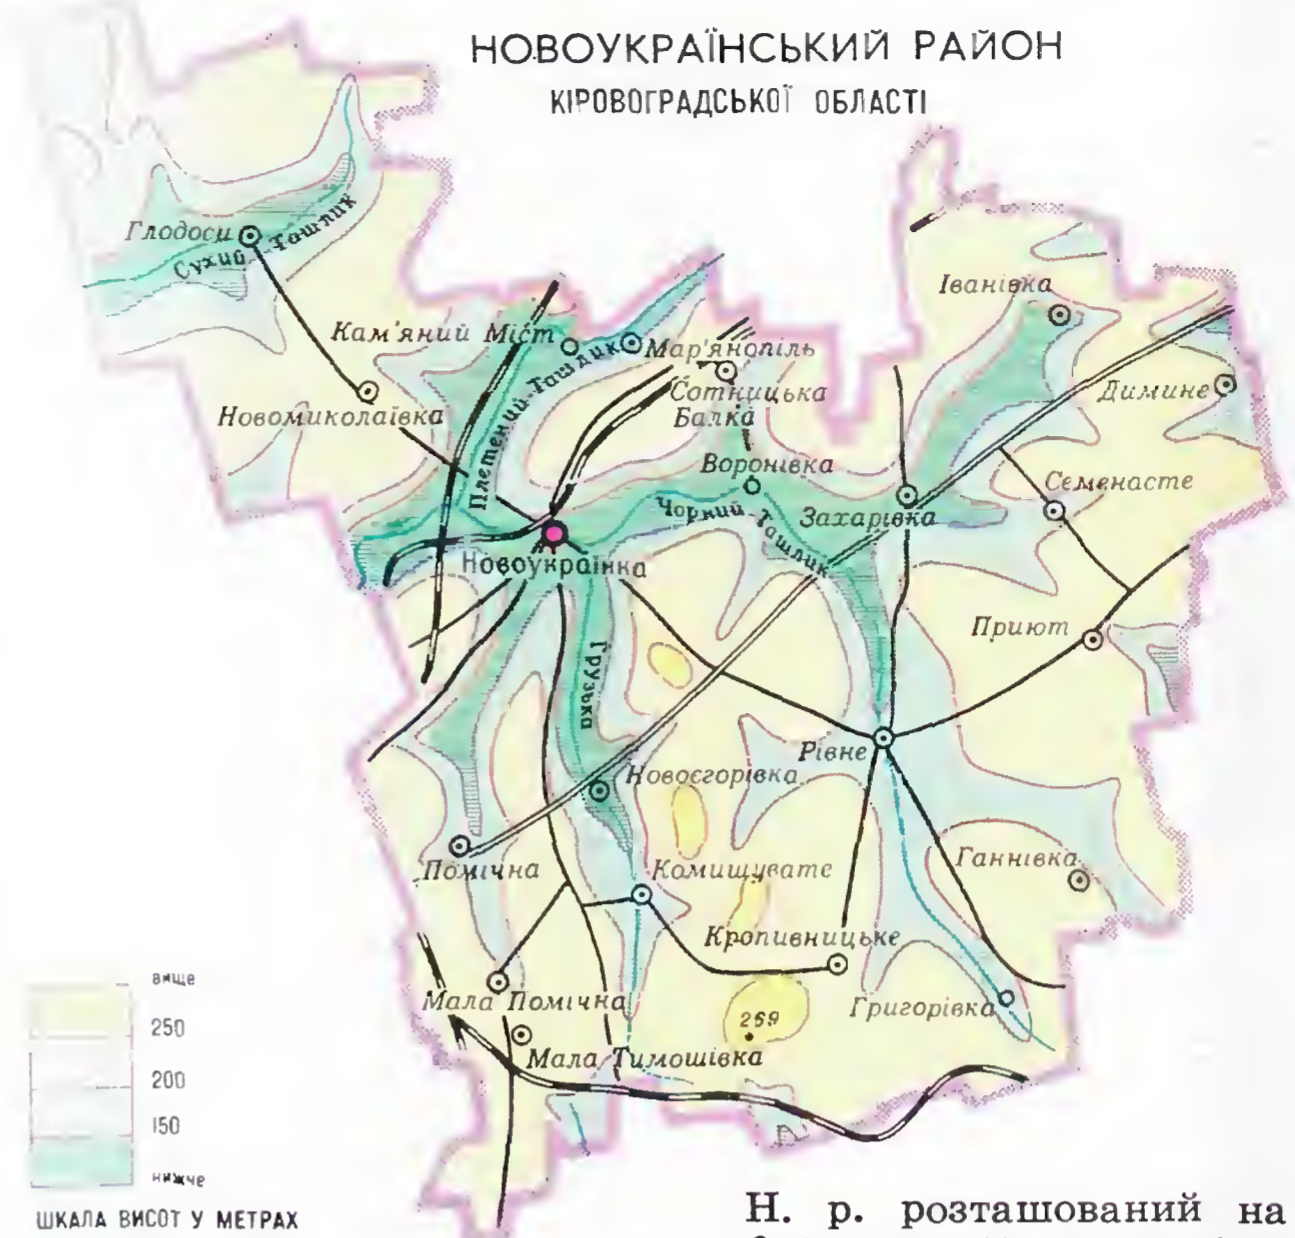 НОВОУКРАЇНСЬКИЙ РАЙОН
КІРОВОГРАДСЬКОЇ ОБЛАСТІ
Глодоси
Сухий Ташлик
Іванівка
Кам'яний Міст
Мар'янопіль
Димине
Новомиколаївка
Сотницька
Балка
Плетений Ташлик
Воронівка
Семенасте
Чорний Ташлик
Захарівка
Новоукраїнка
Приют
Грузька
Рівне
Новоєгорівка
Помічна
Комишувате
Ганнівка
Кропивницьке
Мала Помічна
Григорівка
269
Мала Тимошівка
вище
250
200
150
нижче
ШКАЛА ВИСОТ У МЕТРАХ
Н. р. розташований на